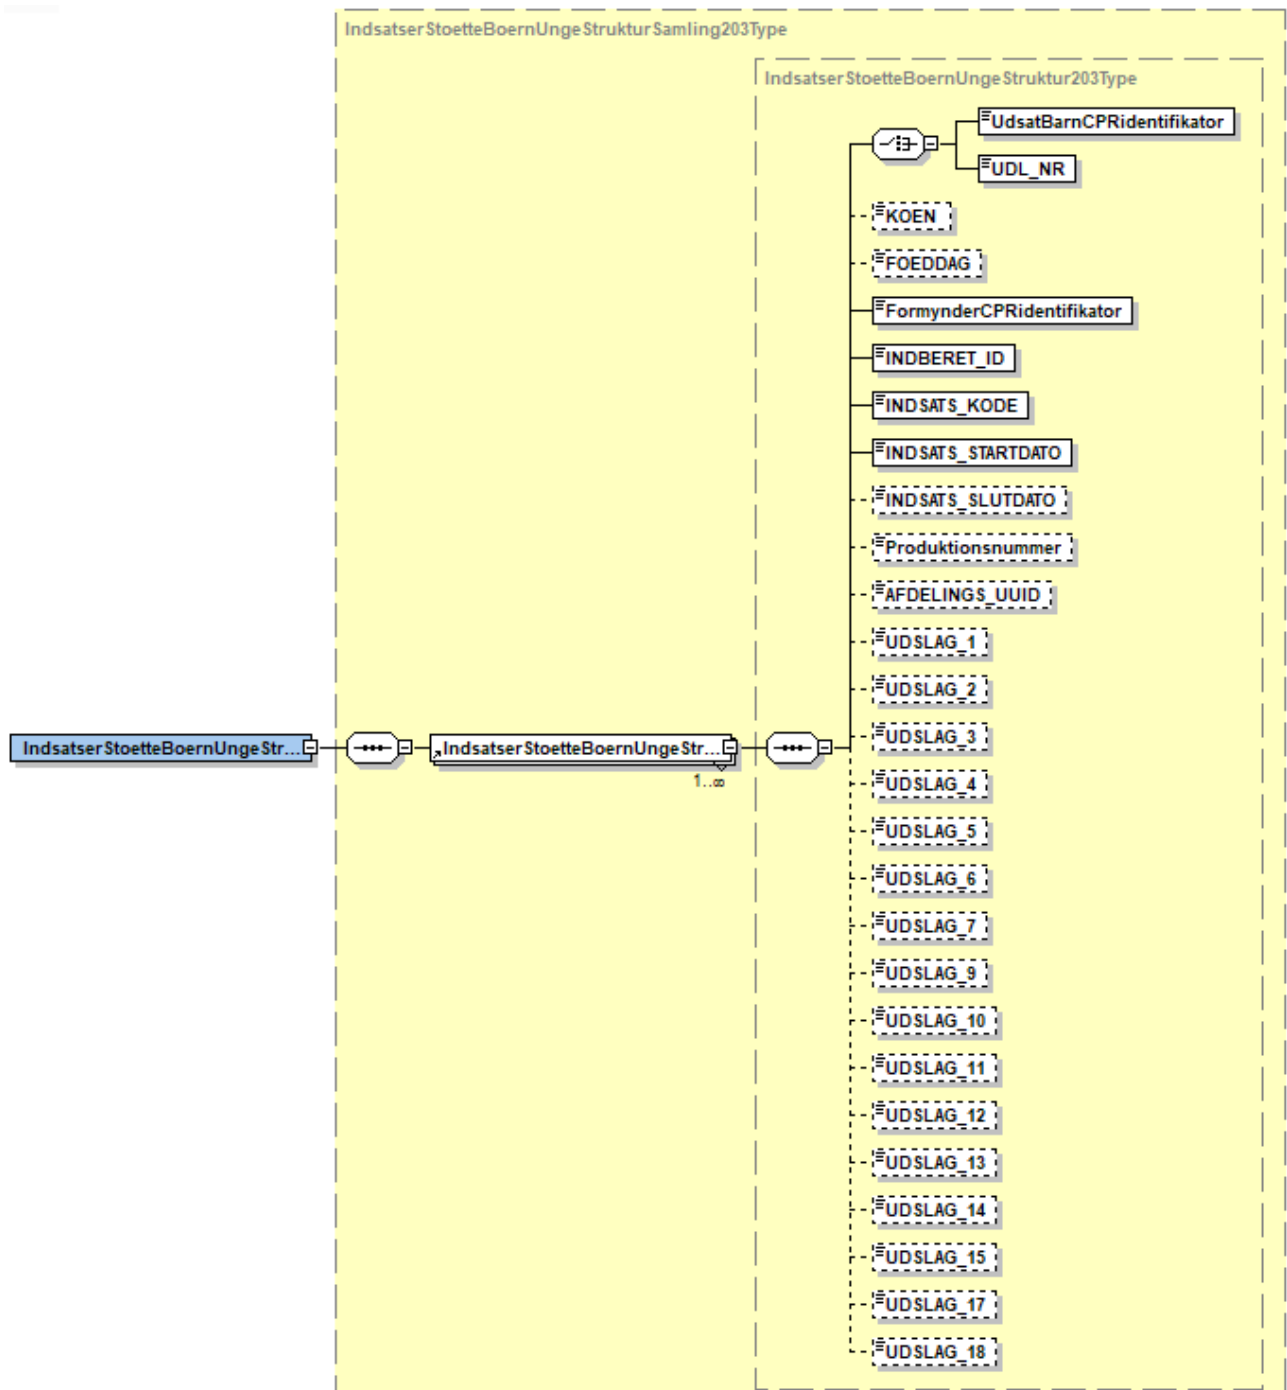 IndsatserStoetteBoernUngeStrukturSamling203Type
IndsatserStoetteBoernUngeStruktur203Type
UdsatBarnCPRidentifikator
UDL_NR
KOEN
FOEDDAG
FormynderCPRidentifikator
INDBERET_ID
INDSATS_KODE
INDSATS_STARTDATO
INDSATS_SLUTDATO
Produktionsnummer
AFDELINGS_UUID
UDSLAG_1
UDSLAG_2
UDSLAG_3
IndsatserStoetteBoernUngeStr...
IndsatserStoetteBoernUngeStr...
1..∞
UDSLAG_4
UDSLAG_5
UDSLAG_6
UDSLAG_7
UDSLAG_9
UDSLAG_10
UDSLAG_11
UDSLAG_12
UDSLAG_13
UDSLAG_14
UDSLAG_15
UDSLAG_17
UDSLAG_18